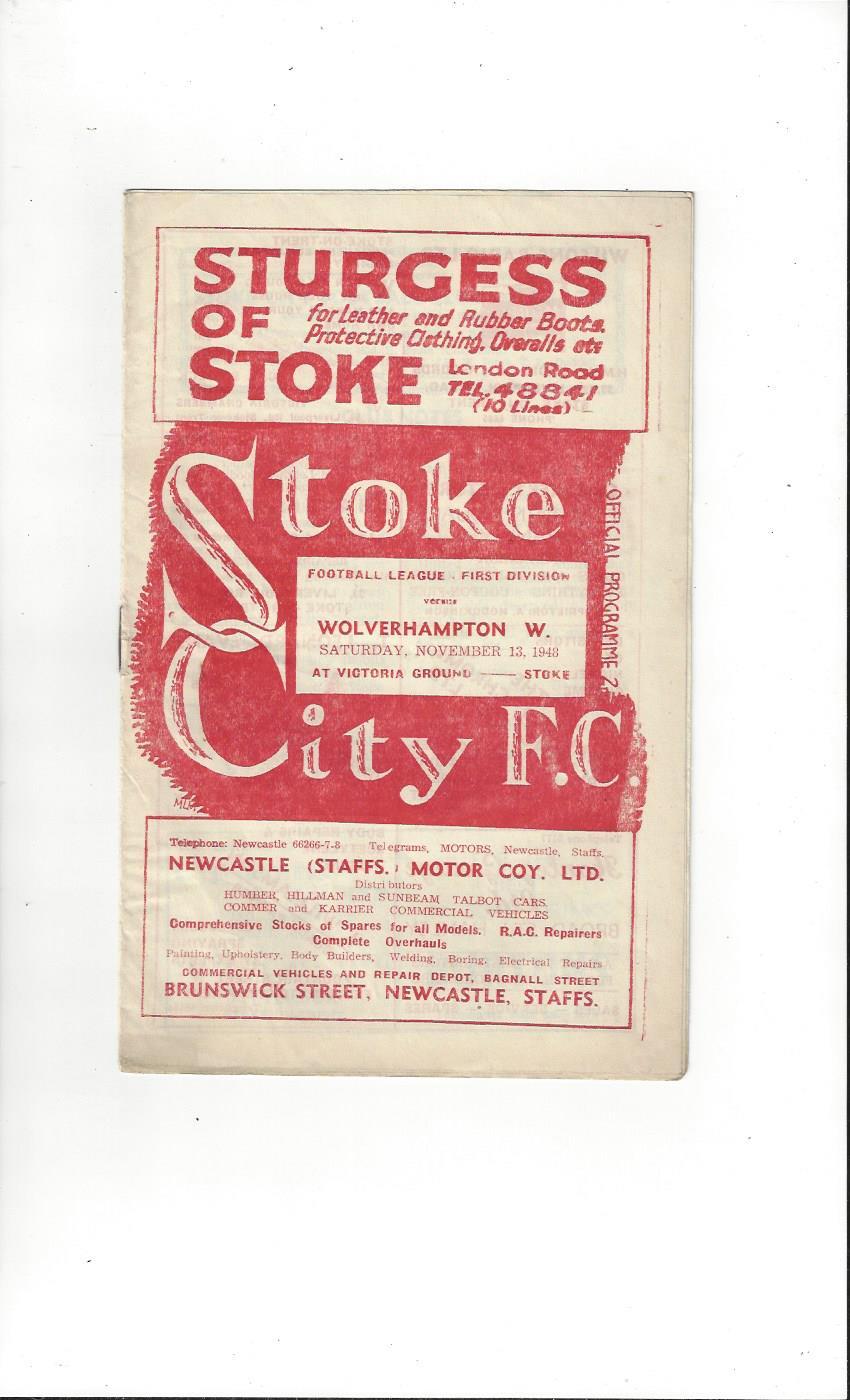 STURGESS
OF
for Leather and Rubber Boots.
Protective Clothing, Overalls etc
STOKE
London Road
TEL. 48841
(10 Lines)
Stoke
OFFICIAL PROGRAMME 2
FOOTBALL LEAGUE - FIRST DIVISION
versus
WOLVERHAMPTON W.
SATURDAY, NOVEMBER 13, 1948
AT VICTORIA GROUND —— STOKE
City F.C.
Telephone: Newcastle 66266-7-8 Telegrams, MOTORS, Newcastle, Staffs.
NEWCASTLE (STAFFS.) MOTOR COY. LTD.
Distributors
HUMBER, HILLMAN and SUNBEAM TALBOT CARS.
COMMER and KARRIER COMMERCIAL VEHICLES
Comprehensive Stocks of Spares for all Models. R.A.C. Repairers
Complete Overhauls
Painting, Upholstery, Body Builders, Welding, Boring, Electrical Repairs
COMMERCIAL VEHICLES AND REPAIR DEPOT, BAGNALL STREET
BRUNSWICK STREET, NEWCASTLE, STAFFS.